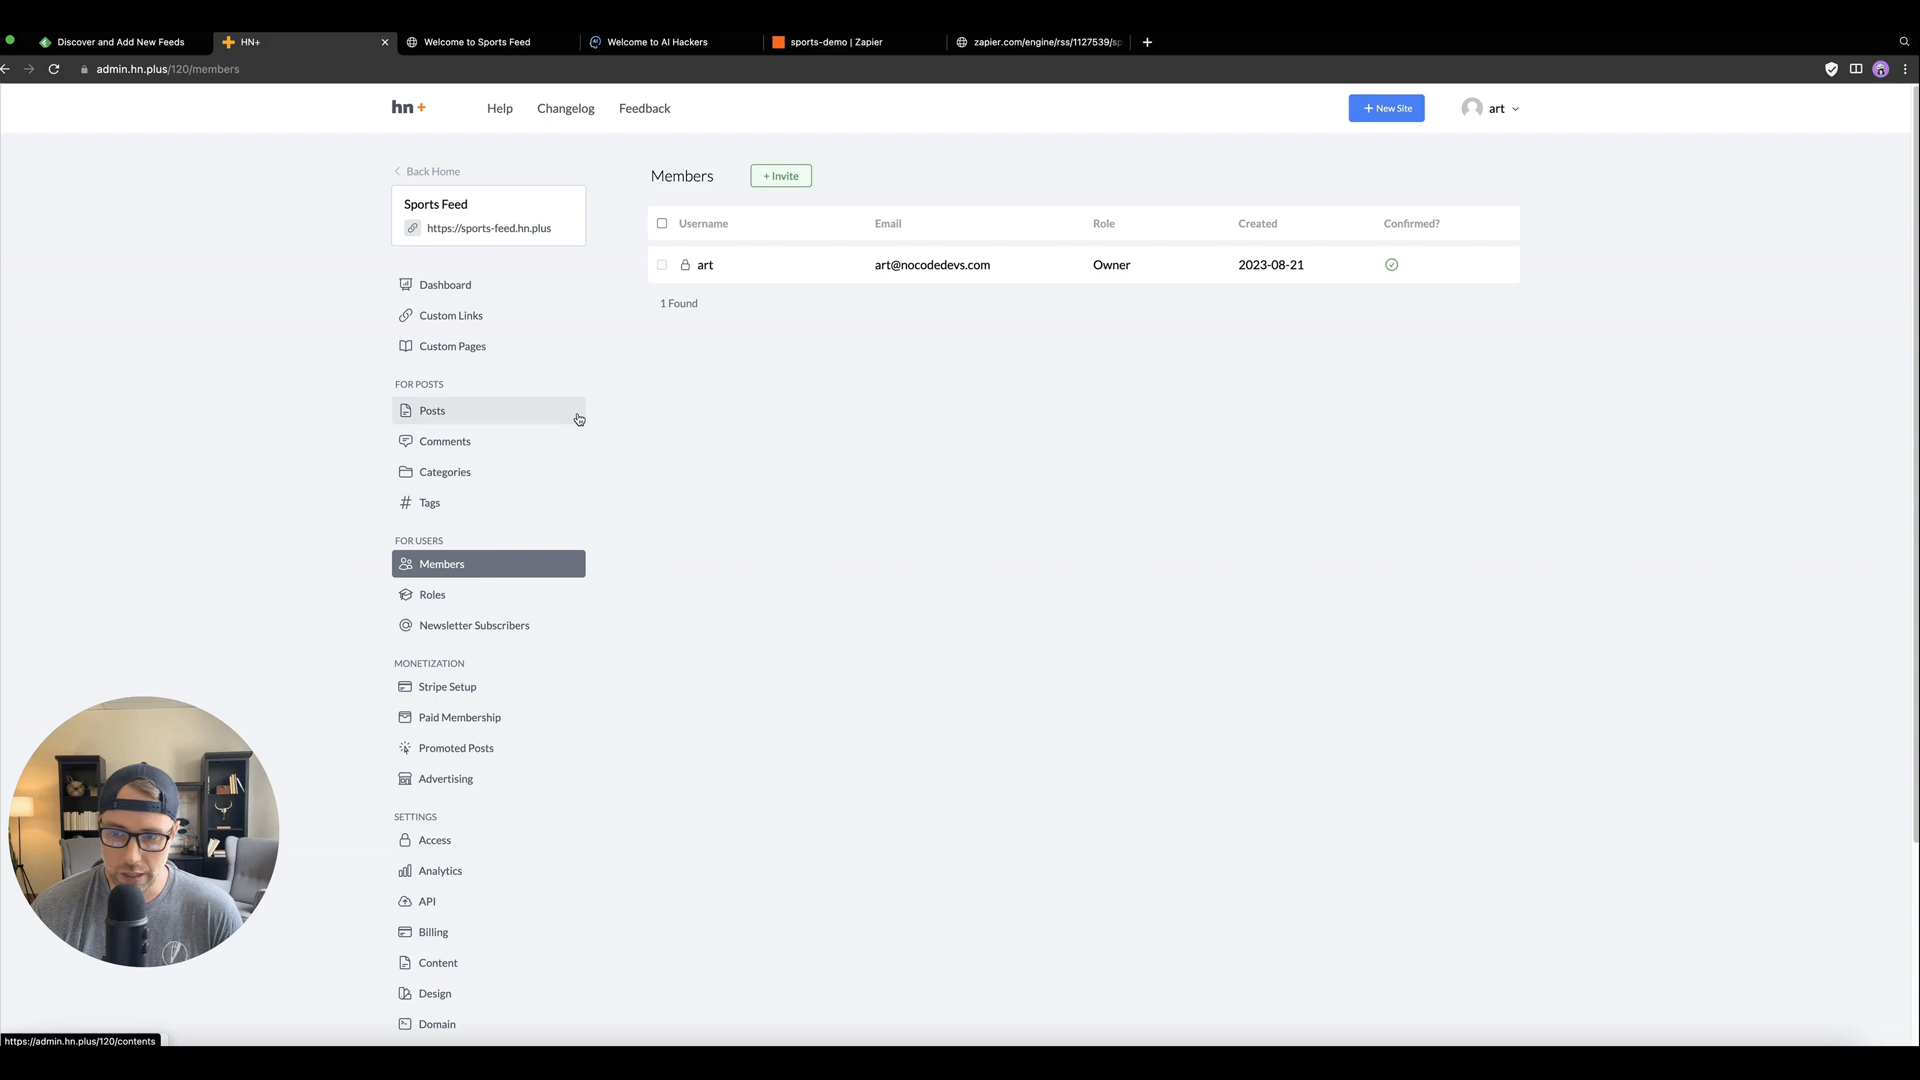 Discover and Add New Feeds
HN+
Welcome to Sports Feed
Welcome to AI Hackers
sports-demo | Zapier
zapier.com/engine/rss/1127539/sp
admin.hn.plus/120/members
hn +
Help
Changelog
Feedback
+ New Site
art
Back Home
Sports Feed
https://sports-feed.hn.plus
Dashboard
Custom Links
Custom Pages
FOR POSTS
Posts
Comments
Categories
Tags
FOR USERS
Members
Roles
Newsletter Subscribers
MONETIZATION
Stripe Setup
Paid Membership
Promoted Posts
Advertising
SETTINGS
Access
Analytics
API
Billing
Content
Design
Domain
Members
+ Invite
Username Email Role Created Confirmed?
art art@nocodedevs.com Owner 2023-08-21
1 Found
https://admin.hn.plus/120/contents